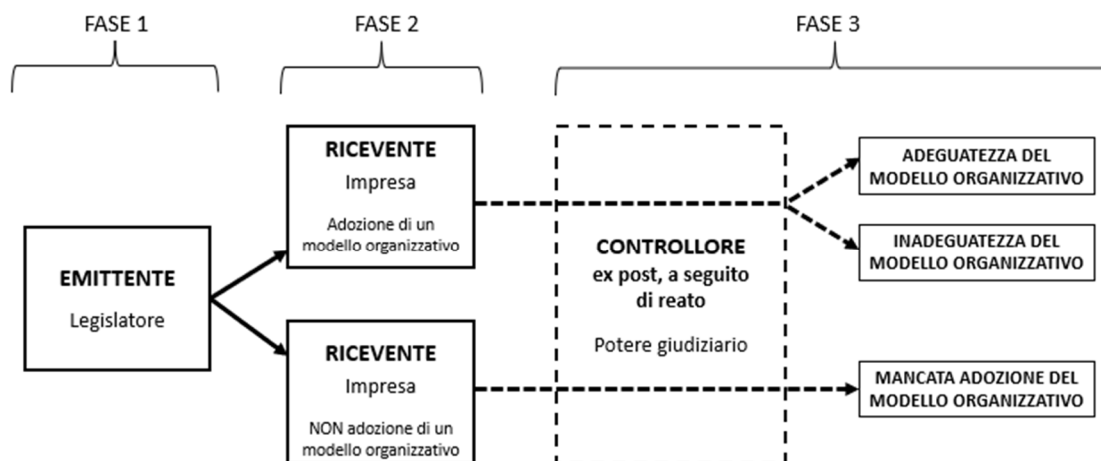 FASE 1
FASE 2
FASE 3
EMITTENTE
Legislatore
RICEVENTE
Impresa
Adozione di un
modello organizzativo
RICEVENTE
Impresa
NON adozione di un
modello organizzativo
CONTROLLORE
ex post, a seguito
di reato
Potere giudiziario
ADEGUATEZZA DEL
MODELLO ORGANIZZATIVO
INADEGUATEZZA DEL
MODELLO ORGANIZZATIVO
MANCATA ADOZIONE DEL
MODELLO ORGANIZZATIVO